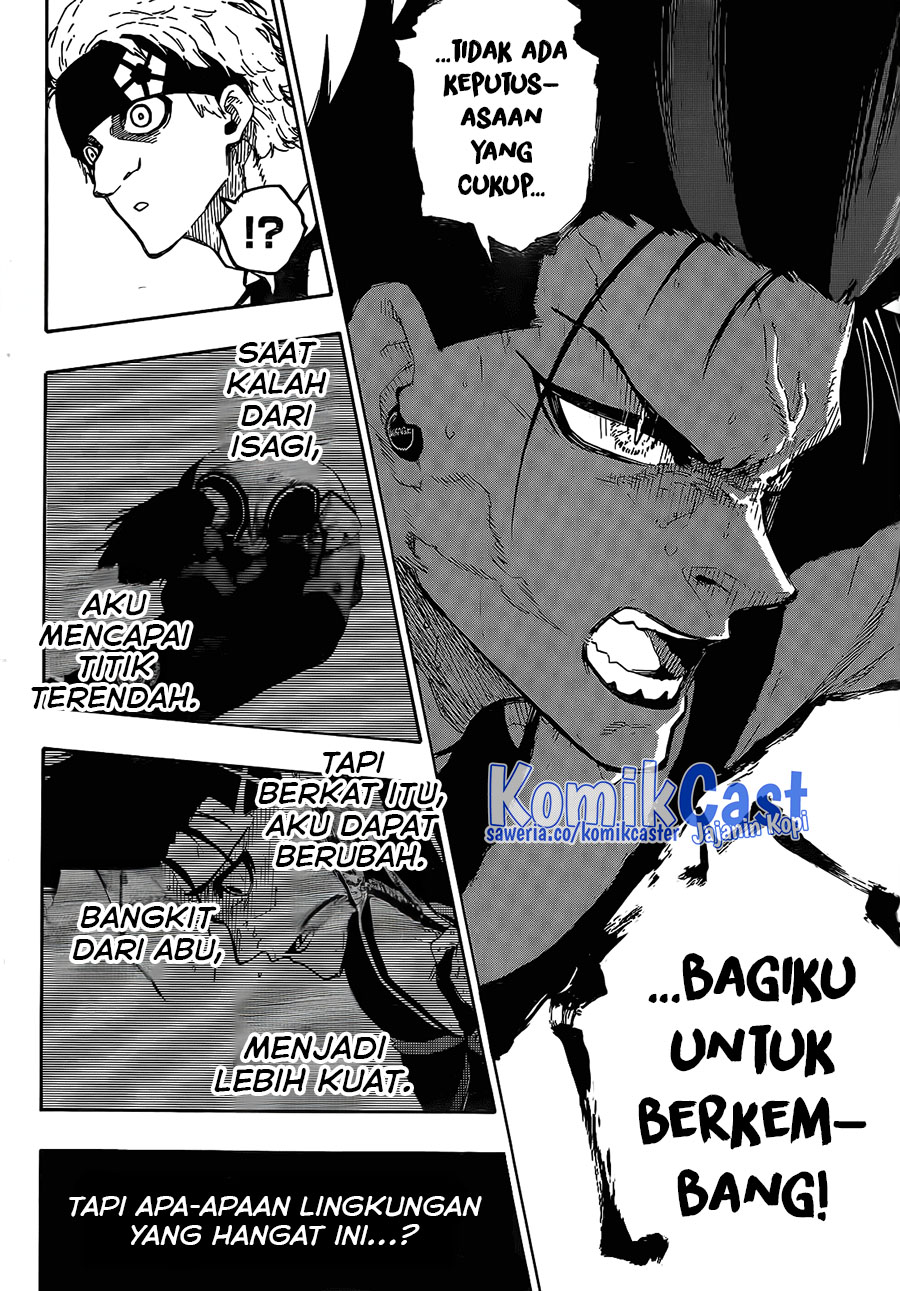 ...TIDAK ADA
KEPUTUS-
ASAAN
YANG
CUKUP...
!?
SAAT
KALAH
DARI
ISAGI,
AKU
MENCAPAI
TITIK
TERENDAH.
TAPI
BERKAT ITU,
AKU DAPAT
BERUBAH.
BANGKIT
DARI ABU,
MENJADI
LEBIH KUAT.
KomikCast
saweria.co/komikcaster Jajanin Kopi
...BAGIKU
UNTUK
BERKEM-
BANG!
TAPI APA-APAAN LINGKUNGAN
YANG HANGAT INI...?